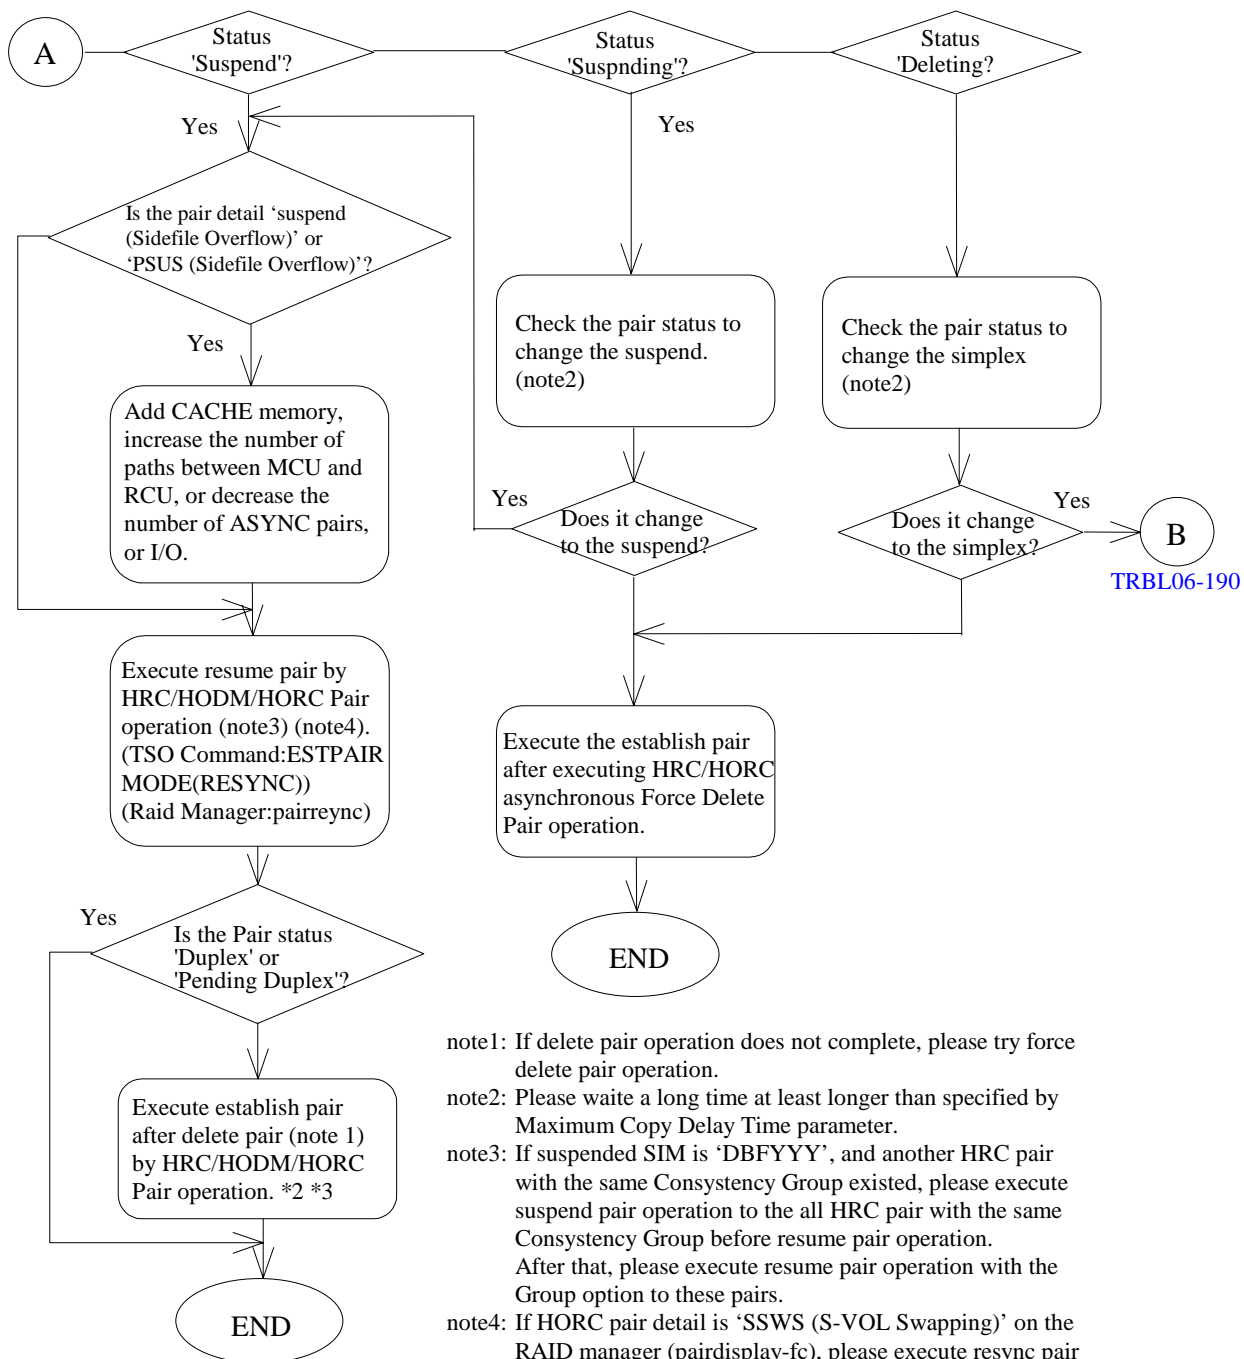 A
Status
'Suspend'?
Status
'Suspnding'?
Status
'Deleting?
Yes
Yes
Is the pair detail ‘suspend
(Sidefile Overflow)’ or
‘PSUS (Sidefile Overflow)’?
Yes
Check the pair status to
change the suspend.
(note2)
Check the pair status to
change the simplex
(note2)
Add CACHE memory,
increase the number of
paths between MCU and
RCU, or decrease the
number of ASYNC pairs,
or I/O.
Yes
Does it change
to the suspend?
Yes
Does it change
to the simplex?
B
TRBL06-190
Execute resume pair by
HRC/HODM/HORC Pair
operation (note3) (note4).
(TSO Command:ESTPAIR
MODE(RESYNC))
(Raid Manager:pairreync)
Execute the establish pair
after executing HRC/HORC
asynchronous Force Delete
Pair operation.
Yes
Is the Pair status
'Duplex' or
'Pending Duplex'?
END
Execute establish pair
after delete pair (note 1)
by HRC/HODM/HORC
Pair operation. *2 *3
END
note1: If delete pair operation does not complete, please try force
delete pair operation.
note2: Please waite a long time at least longer than specified by
Maximum Copy Delay Time parameter.
note3: If suspended SIM is ‘DBFYYY’, and another HRC pair
with the same Consystency Group existed, please execute
suspend pair operation to the all HRC pair with the same
Consystency Group before resume pair operation.
After that, please execute resume pair operation with the
Group option to these pairs.
note4: If HORC pair detail is ‘SSWS (S-VOL Swapping)’ on the
RAID manager (pairdisplay-fc), please execute resync pair